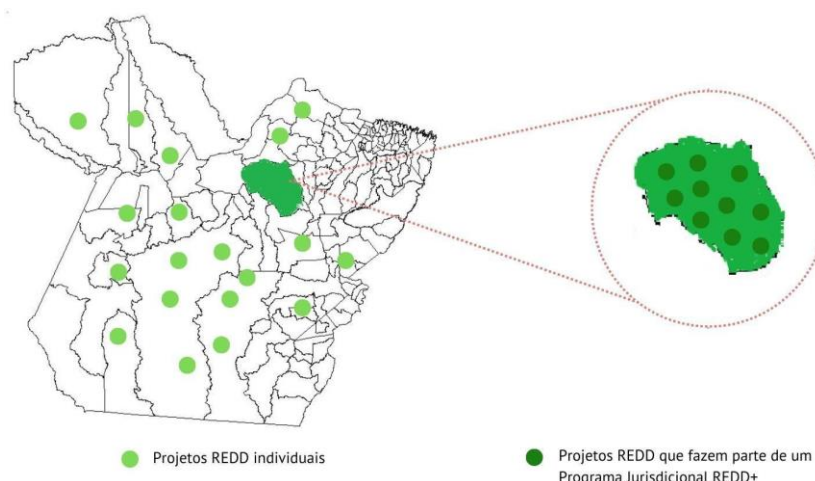 Projetos REDD individuais
Projetos REDD que fazem parte de um
Programa Jurisdicional REDD+